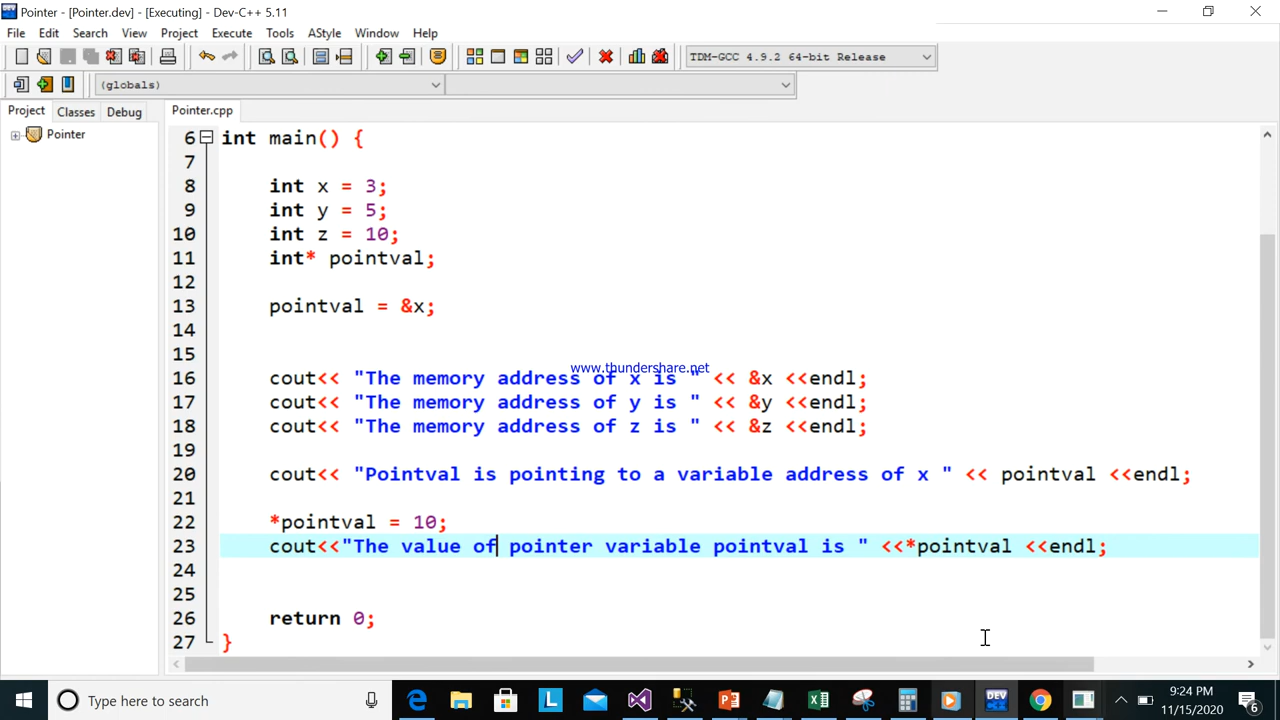 Pointer - [Pointer.dev] - [Executing] - Dev-C++ 5.11
File Edit Search View Project Execute Tools AStyle Window Help
TDM-GCC 4.9.2 64-bit Release
(globals)
Project Classes Debug
Pointer.cpp
Pointer
6 int main() {
7
8 int x = 3;
9 int y = 5;
10 int z = 10;
11 int* pointval;
12
13 pointval = &x;
14
15
www.thundershare.net
16 cout<< "The memory address of x is " << &x <<endl;
17 cout<< "The memory address of y is " << &y <<endl;
18 cout<< "The memory address of z is " << &z <<endl;
19
20 cout<< "Pointval is pointing to a variable address of x " << pointval <<endl;
21
22 *pointval = 10;
23 cout<<"The value of pointer variable pointval is " <<*pointval <<endl;
24
25
26 return 0;
27 }
Type here to search
9:24 PM
11/15/2020
6